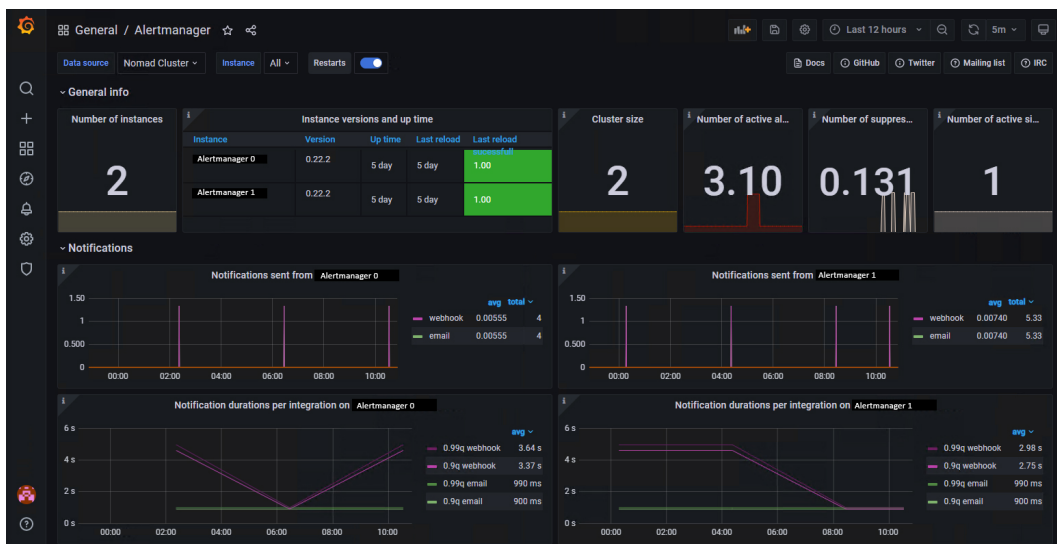 General / Alertmanager
Last 12 hours
5m
Data source Nomad Cluster Instance All Restarts
Docs GitHub Twitter Mailing list IRC
General info
Number of instances
2
Instance versions and up time
Instance Version Up time Last reload Last reload sucessfull
Alertmanager 0 0.22.2 5 day 5 day 1.00
Alertmanager 1 0.22.2 5 day 5 day 1.00
Cluster size
2
Number of active al...
3.10
Number of suppres...
0.131
Number of active si...
1
Notifications
Notifications sent from Alertmanager 0
1.50
1
0.500
0
00:00 02:00 04:00 06:00 08:00 10:00
avg total
webhook 0.00555 4
email 0.00555 4
Notifications sent from Alertmanager 1
1.50
1
0.500
0
00:00 02:00 04:00 06:00 08:00 10:00
avg total
webhook 0.00740 5.33
email 0.00740 5.33
Notification durations per integration on Alertmanager 0
6 s
4 s
2 s
0 s
00:00 02:00 04:00 06:00 08:00 10:00
avg
0.99q webhook 3.64 s
0.9q webhook 3.37 s
0.99q email 990 ms
0.9q email 900 ms
Notification durations per integration on Alertmanager 1
6 s
4 s
2 s
0 s
00:00 02:00 04:00 06:00 08:00 10:00
avg
0.99q webhook 2.98 s
0.9q webhook 2.75 s
0.99q email 990 ms
0.9q email 900 ms